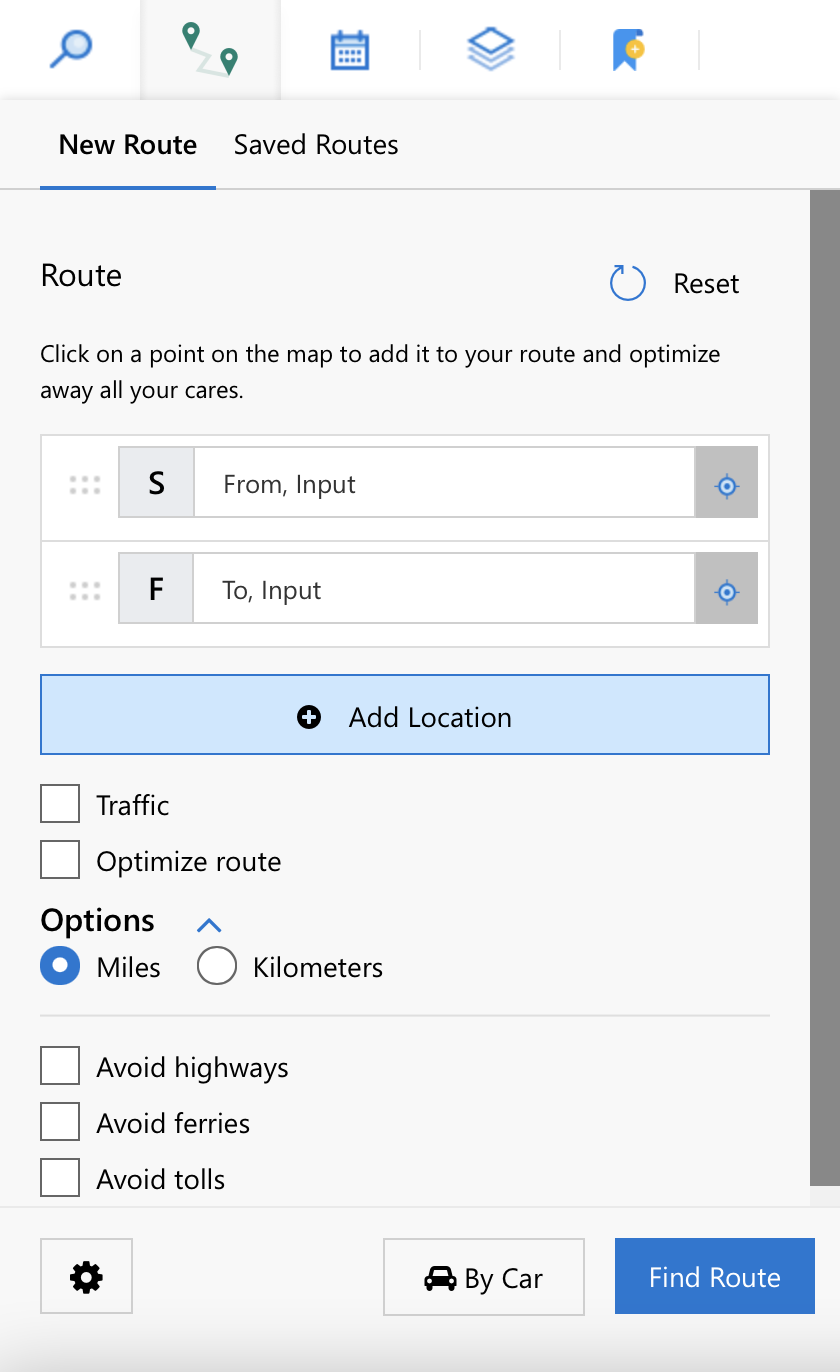 New Route Saved Routes
Route
Reset
Click on a point on the map to add it to your route and optimize
away all your cares.
S From, Input
F To, Input
Add Location
Traffic
Optimize route
Options
Miles Kilometers
Avoid highways
Avoid ferries
Avoid tolls
By Car Find Route